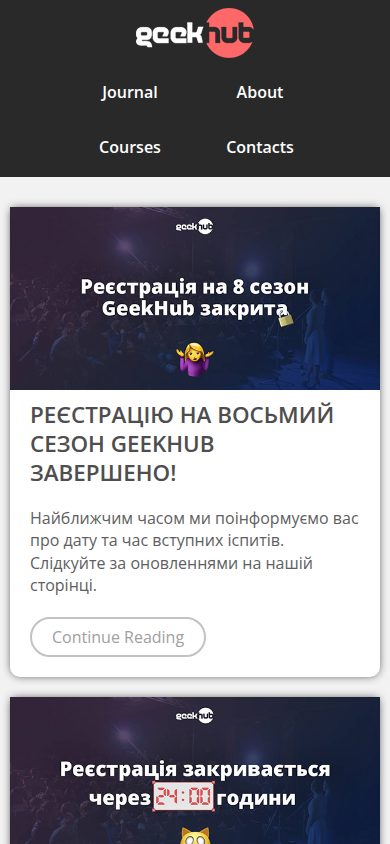 geekhub
Journal
About
Courses
Contacts
geekhub
Реєстрація на 8 сезон
GeekHub закрита
РЕЄСТРАЦІЮ НА ВОСЬМИЙ
СЕЗОН GEEKHUB
ЗАВЕРШЕНО!
Найближчим часом ми поінформуємо вас
про дату та час вступних іспитів.
Слідкуйте за оновленнями на нашій
сторінці.
Continue Reading
geekhub
Реєстрація закривається
через 24:00 години